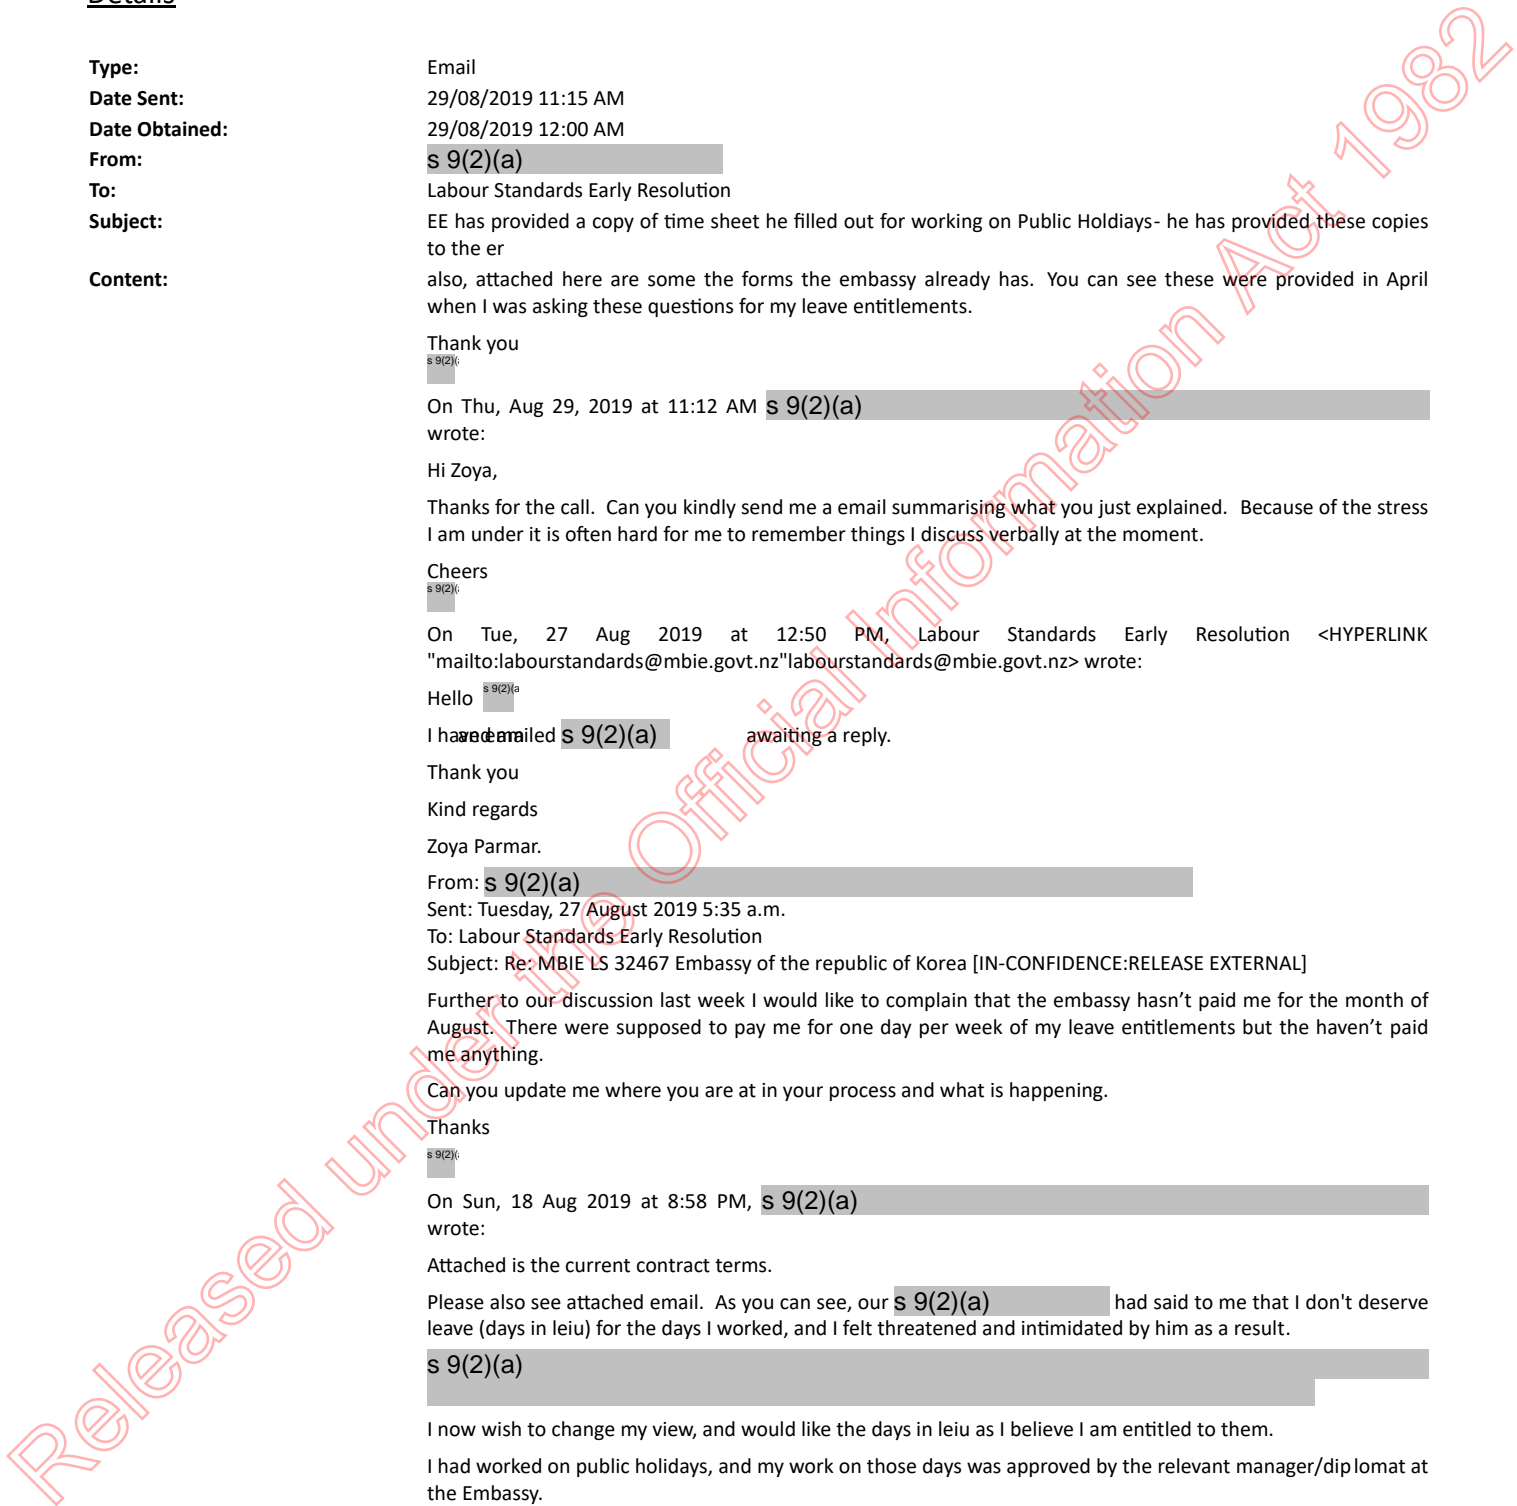 Details
Type: Email
Date Sent: 29/08/2019 11:15 AM
Date Obtained: 29/08/2019 12:00 AM
From: s 9(2)(a)
To: Labour Standards Early Resolution
Subject: EE has provided a copy of time sheet he filled out for working on Public Holdiays- he has provided these copies
to the er
Content: also, attached here are some the forms the embassy already has. You can see these were provided in April
when I was asking these questions for my leave entitlements.
Thank you
s 9(2)(
On Thu, Aug 29, 2019 at 11:12 AM s 9(2)(a)
wrote:
Hi Zoya,
Thanks for the call. Can you kindly send me a email summarising what you just explained. Because of the stress
I am under it is often hard for me to remember things I discuss verbally at the moment.
Cheers
s 9(2)(
On Tue, 27 Aug 2019 at 12:50 PM, Labour Standards Early Resolution <HYPERLINK
"mailto:labourstandards@mbie.govt.nz"labourstandards@mbie.govt.nz> wrote:
Hello s 9(2)(a
I have emailed s 9(2)(a) and am awaiting a reply.
Thank you
Kind regards
Zoya Parmar.
From: s 9(2)(a)
Sent: Tuesday, 27 August 2019 5:35 a.m.
To: Labour Standards Early Resolution
Subject: Re: MBIE LS 32467 Embassy of the republic of Korea [IN-CONFIDENCE:RELEASE EXTERNAL]
Further to our discussion last week I would like to complain that the embassy hasn't paid me for the month of
August. There were supposed to pay me for one day per week of my leave entitlements but the haven't paid
me anything.
Can you update me where you are at in your process and what is happening.
Thanks
s 9(2)(
On Sun, 18 Aug 2019 at 8:58 PM, s 9(2)(a)
wrote:
Attached is the current contract terms.
Please also see attached email. As you can see, our s 9(2)(a) had said to me that I don't deserve
leave (days in leiu) for the days I worked, and I felt threatened and intimidated by him as a result.
s 9(2)(a)
I now wish to change my view, and would like the days in leiu as I believe I am entitled to them.
I had worked on public holidays, and my work on those days was approved by the relevant manager/diplomat at
the Embassy.
Released under the Official Information Act 1982